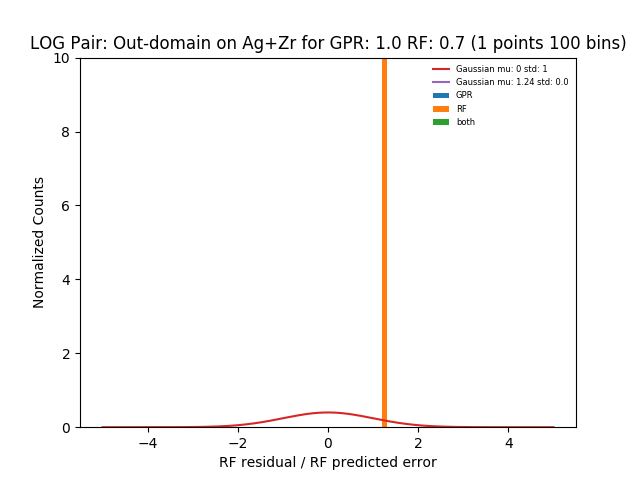 LOG Pair: Out-domain on Ag+Zr for GPR: 1.0 RF: 0.7 (1 points 100 bins)
Gaussian mu: 0 std: 1
Gaussian mu: 1.24 std: 0.0
GPR
RF
both
Normalized Counts
10
8
6
4
2
0
−4
−2
0
2
4
RF residual / RF predicted error